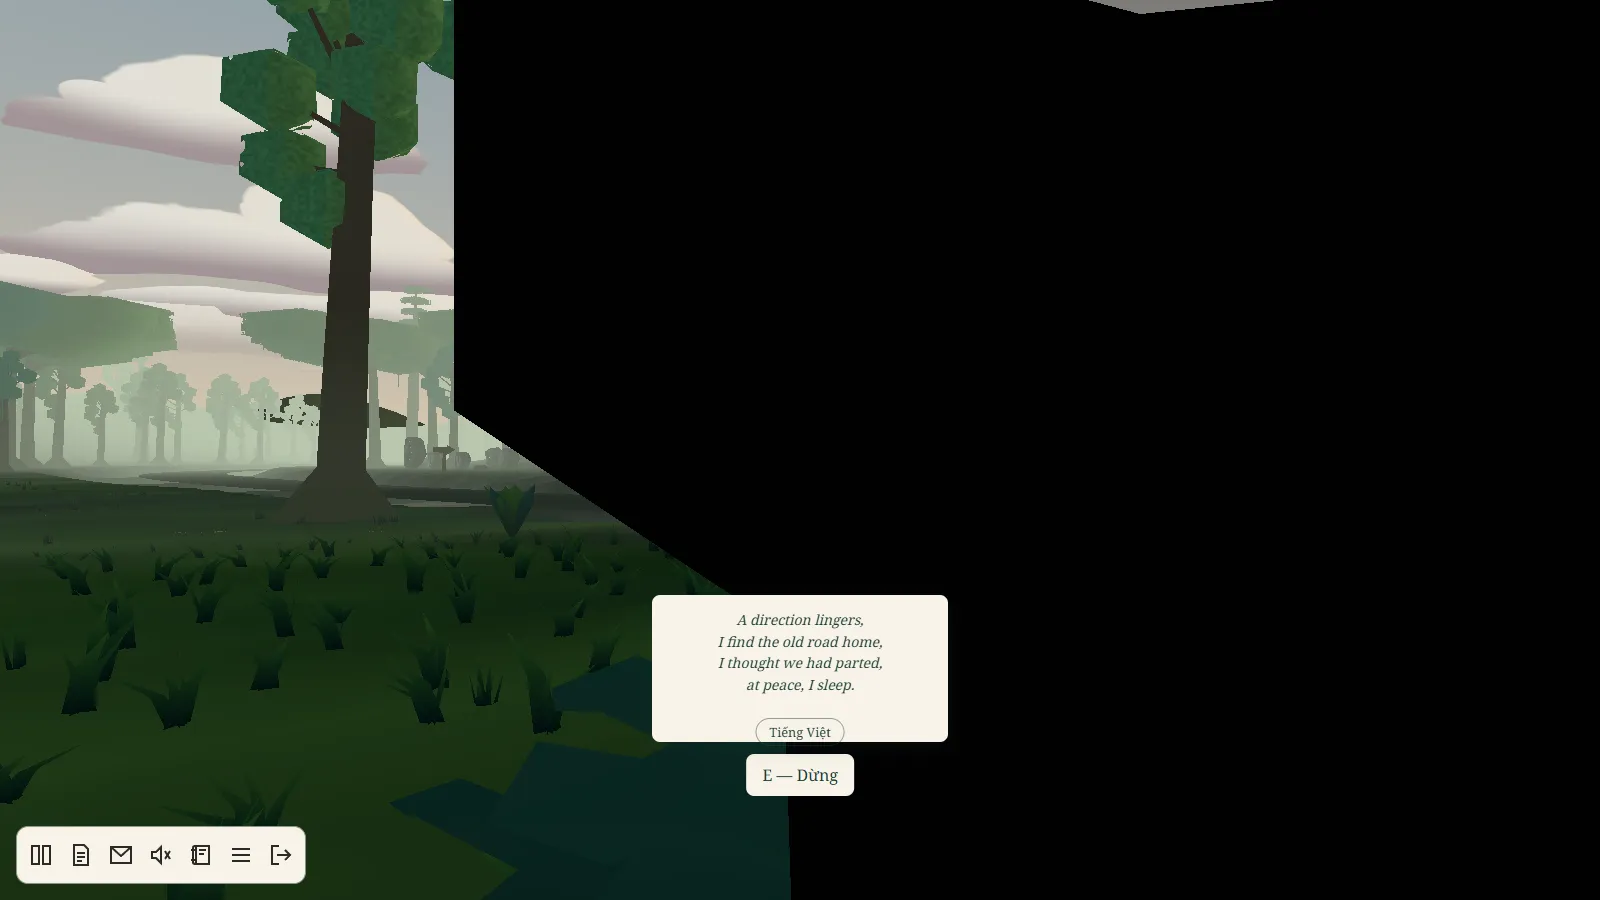 A direction lingers,
I find the old road home,
I thought we had parted,
at peace, I sleep.
Tiếng Việt
E — Dừng